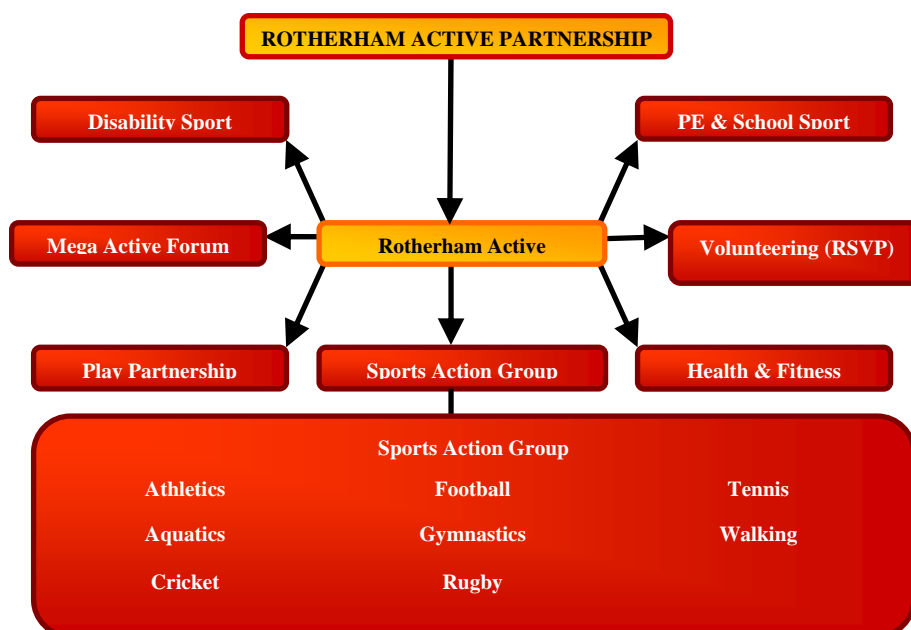 ROTHERHAM ACTIVE PARTNERSHIP
Disability Sport
PE & School Sport
Mega Active Forum
Rotherham Active
Volunteering (RSVP)
Play Partnership
Sports Action Group
Health & Fitness
Sports Action Group
Athletics Football Tennis
Aquatics Gymnastics Walking
Cricket Rugby